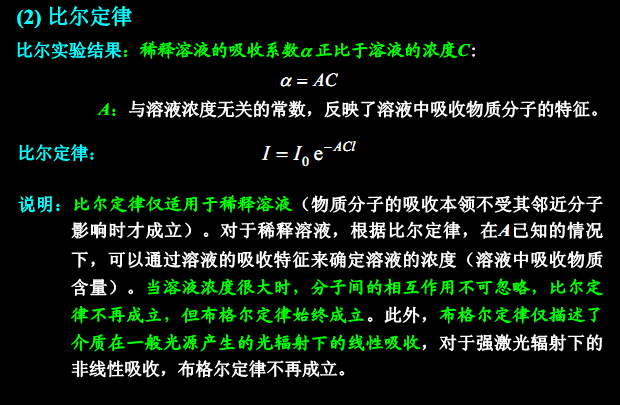 (2) 比尔定律
比尔实验结果：稀释溶液的吸收系数α正比于溶液的浓度C:
α = AC
A：与溶液浓度无关的常数，反映了溶液中吸收物质分子的特征。
比尔定律：
I = I₀ e^{-ACl}
说明：比尔定律仅适用于稀释溶液（物质分子的吸收本领不受其邻近分子
影响时才成立）。对于稀释溶液，根据比尔定律，在A已知的情况
下，可以通过溶液的吸收特征来确定溶液的浓度（溶液中吸收物质
含量）。当溶液浓度很大时，分子间的相互作用不可忽略，比尔定
律不再成立，但布格尔定律始终成立。此外，布格尔定律仅描述了
介质在一般光源产生的光辐射下的线性吸收，对于强激光辐射下的
非线性吸收，布格尔定律不再成立。